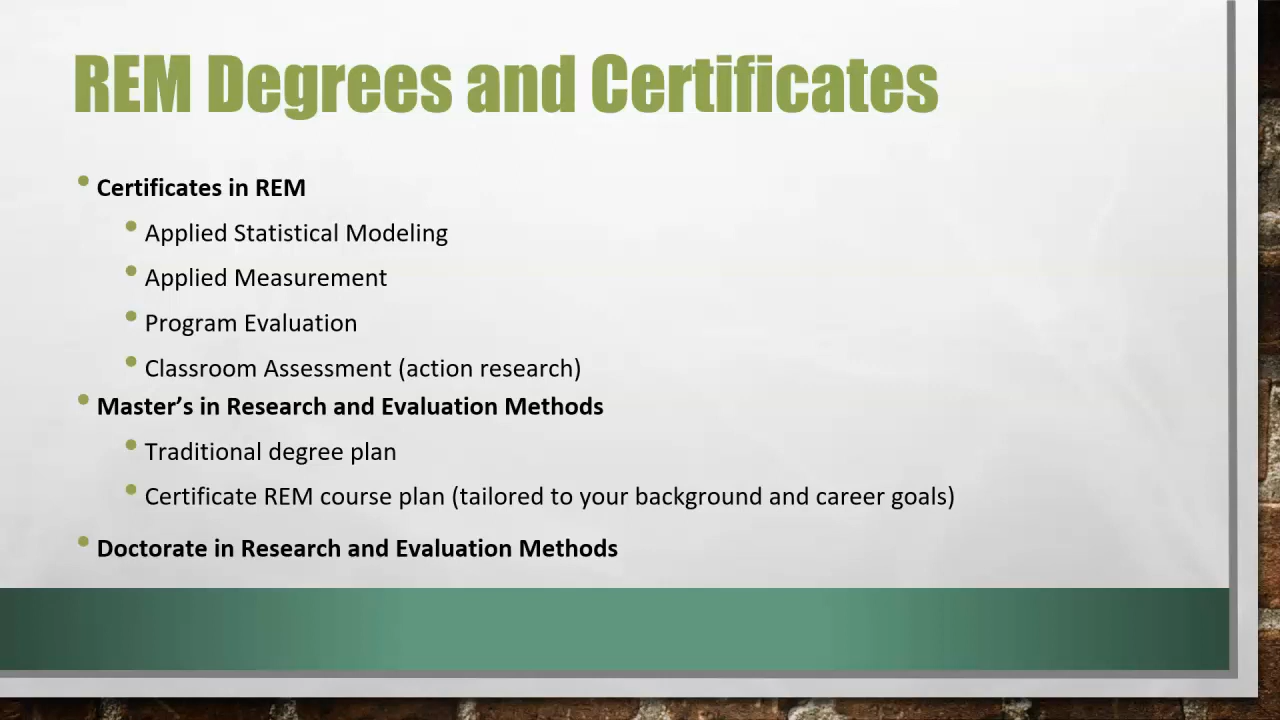 REM Degrees and Certificates
• Certificates in REM
• Applied Statistical Modeling
• Applied Measurement
• Program Evaluation
• Classroom Assessment (action research)
• Master’s in Research and Evaluation Methods
• Traditional degree plan
• Certificate REM course plan (tailored to your background and career goals)
• Doctorate in Research and Evaluation Methods